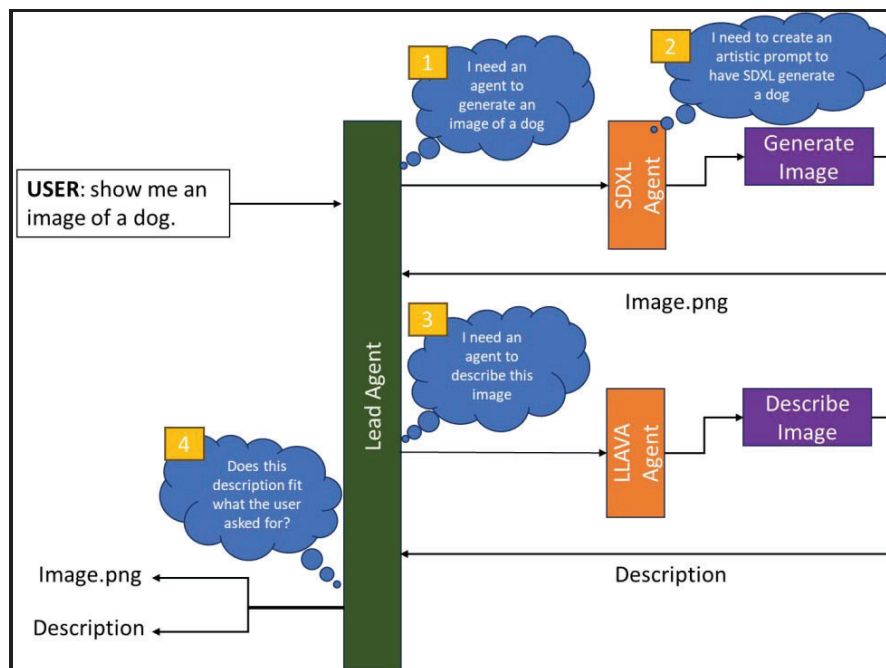 1
I need an
agent to
generate an
image of a dog
2
I need to create an
artistic prompt to
have SDXL generate
a dog
SDXL
Agent
Generate
Image
USER: show me an
image of a dog.
Lead Agent
Image.png
3
I need an
agent to
describe this
image
LLAVA
Agent
Describe
Image
4
Does this
description fit
what the user
asked for?
Description
Image.png
Description